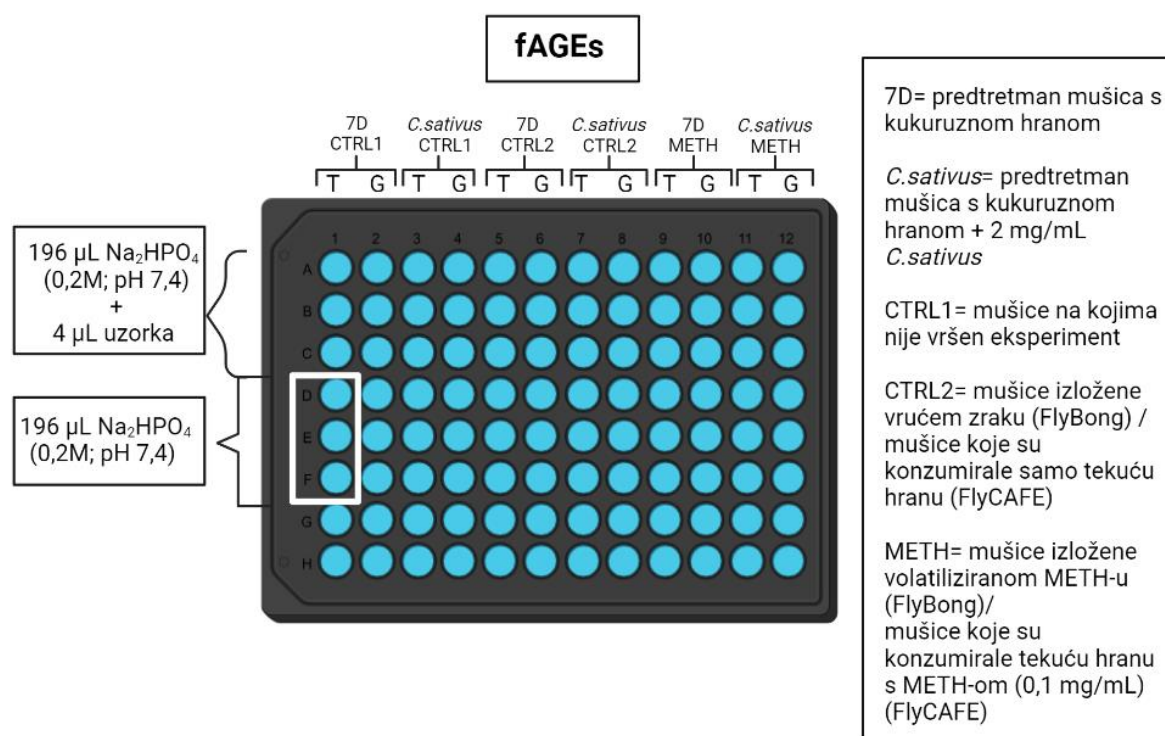 fAGEs
7D
CTRL1
C.sativus
CTRL1
7D
CTRL2
C.sativus
CTRL2
7D
METH
C.sativus
METH
T G T G T G T G T G T G
1 2 3 4 5 6 7 8 9 10 11 12
A
B
C
D
E
F
G
H
196 µL Na₂HPO₄
(0,2M; pH 7,4)
+
4 µL uzorka
196 µL Na₂HPO₄
(0,2M; pH 7,4)
7D= predtretman mušica s
kukuruznom hranom
C.sativus= predtretman
mušica s kukuruznom
hranom + 2 mg/mL
C.sativus
CTRL1= mušice na kojima
nije vršen eksperiment
CTRL2= mušice izložene
vrućem zraku (FlyBong) /
mušice koje su
konzumirale samo tekuću
hranu (FlyCAFE)
METH= mušice izložene
volatiliziranom METH-u
(FlyBong)/
mušice koje su
konzumirale tekuću hranu
s METH-om (0,1 mg/mL)
(FlyCAFE)